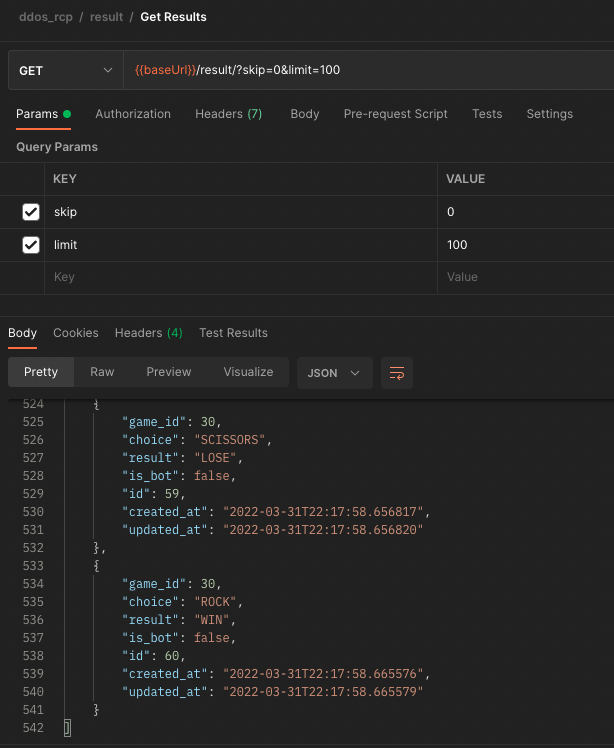 ddos_rcp / result / Get Results
GET {{baseUrl}}/result/?skip=0&limit=100
Params Authorization Headers (7) Body Pre-request Script Tests Settings
Query Params
KEY VALUE
skip 0
limit 100
Key Value
Body Cookies Headers (4) Test Results
Pretty Raw Preview Visualize JSON
524 {
525 "game_id": 30,
526 "choice": "SCISSORS",
527 "result": "LOSE",
528 "is_bot": false,
529 "id": 59,
530 "created_at": "2022-03-31T22:17:58.656817",
531 "updated_at": "2022-03-31T22:17:58.656820"
532 },
533 {
534 "game_id": 30,
535 "choice": "ROCK",
536 "result": "WIN",
537 "is_bot": false,
538 "id": 60,
539 "created_at": "2022-03-31T22:17:58.665576",
540 "updated_at": "2022-03-31T22:17:58.665579"
541 }
542 ]